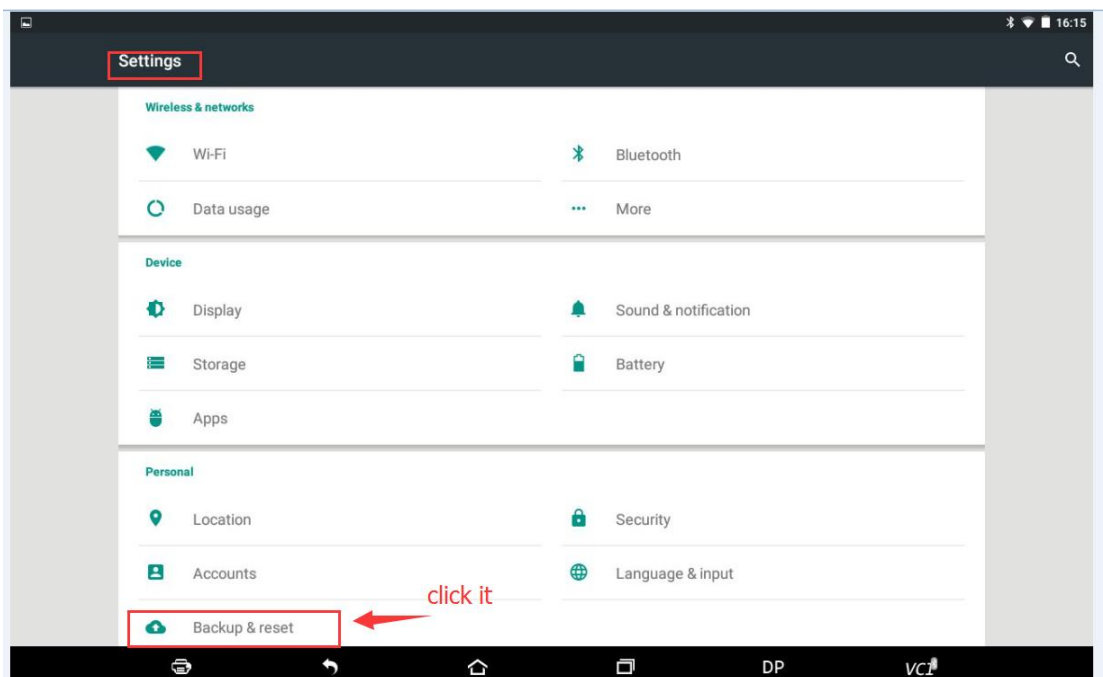 16:15
Settings
Wireless & networks
Wi-Fi
Bluetooth
Data usage
More
Device
Display
Sound & notification
Storage
Battery
Apps
Personal
Location
Security
Accounts
Language & input
click it
Backup & reset
DP
VCI